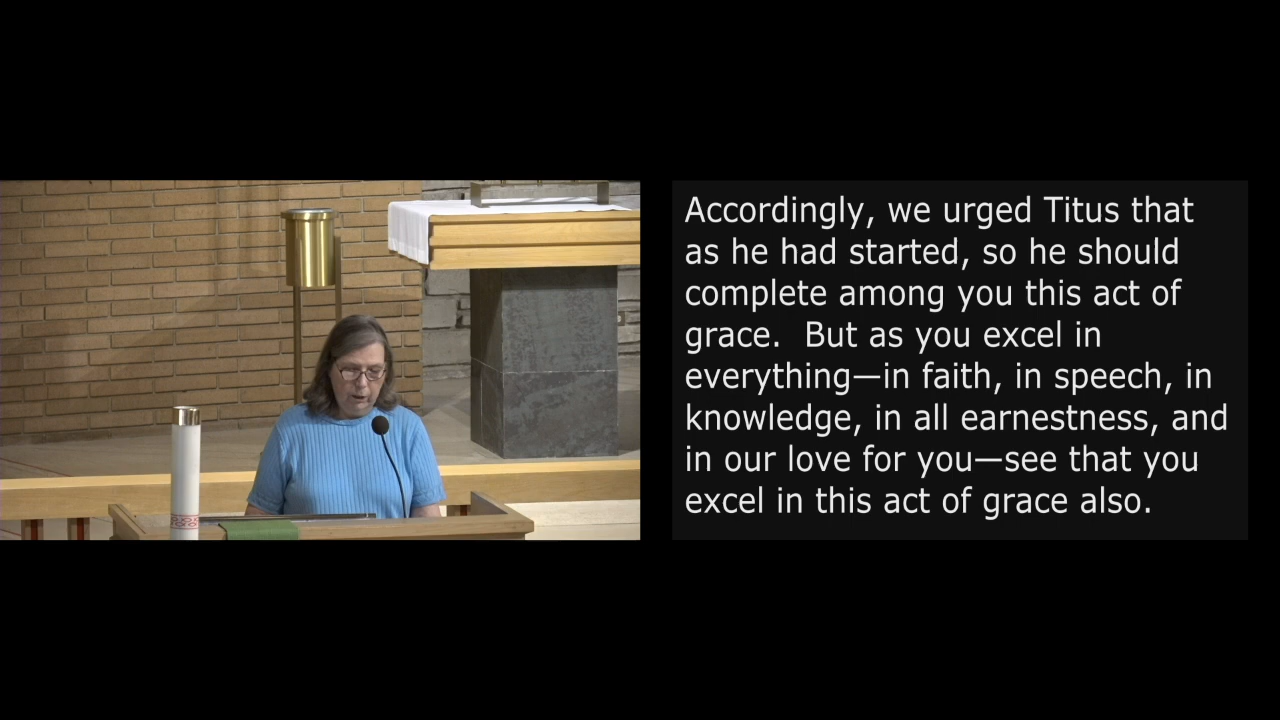 Accordingly, we urged Titus that
as he had started, so he should
complete among you this act of
grace.  But as you excel in
everything—in faith, in speech, in
knowledge, in all earnestness, and
in our love for you—see that you
excel in this act of grace also.